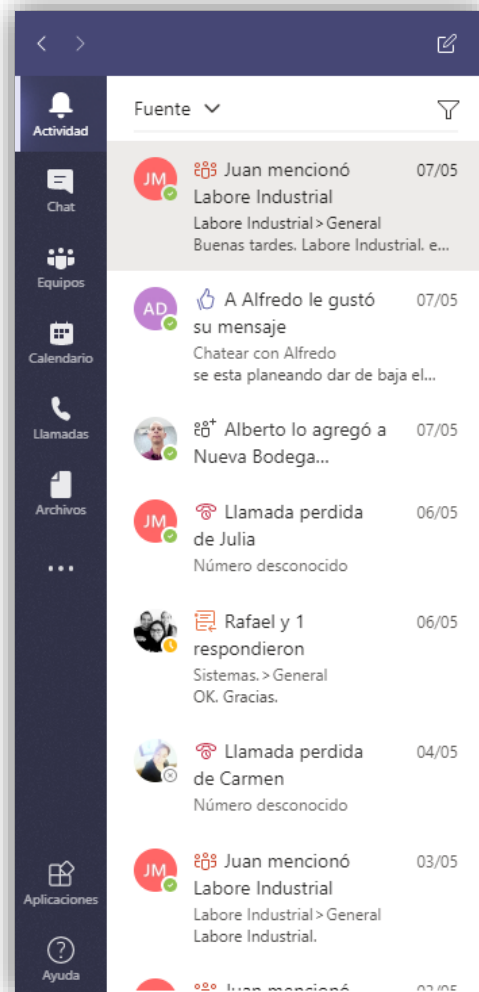 Actividad
Chat
Equipos
Calendario
Llamadas
Archivos
Aplicaciones
Ayuda
Fuente
JM
Juan mencionó 07/05
Labore Industrial
Labore Industrial > General
Buenas tardes. Labore Industrial. e...
AD
A Alfredo le gustó 07/05
su mensaje
Chatear con Alfredo
se esta planeando dar de baja el...
Alberto lo agregó a 07/05
Nueva Bodega...
JM
Llamada perdida 06/05
de Julia
Número desconocido
Rafael y 1 06/05
respondieron
Sistemas. > General
OK. Gracias.
Llamada perdida 04/05
de Carmen
Número desconocido
JM
Juan mencionó 03/05
Labore Industrial
Labore Industrial > General
Labore Industrial.
Juan mencionó